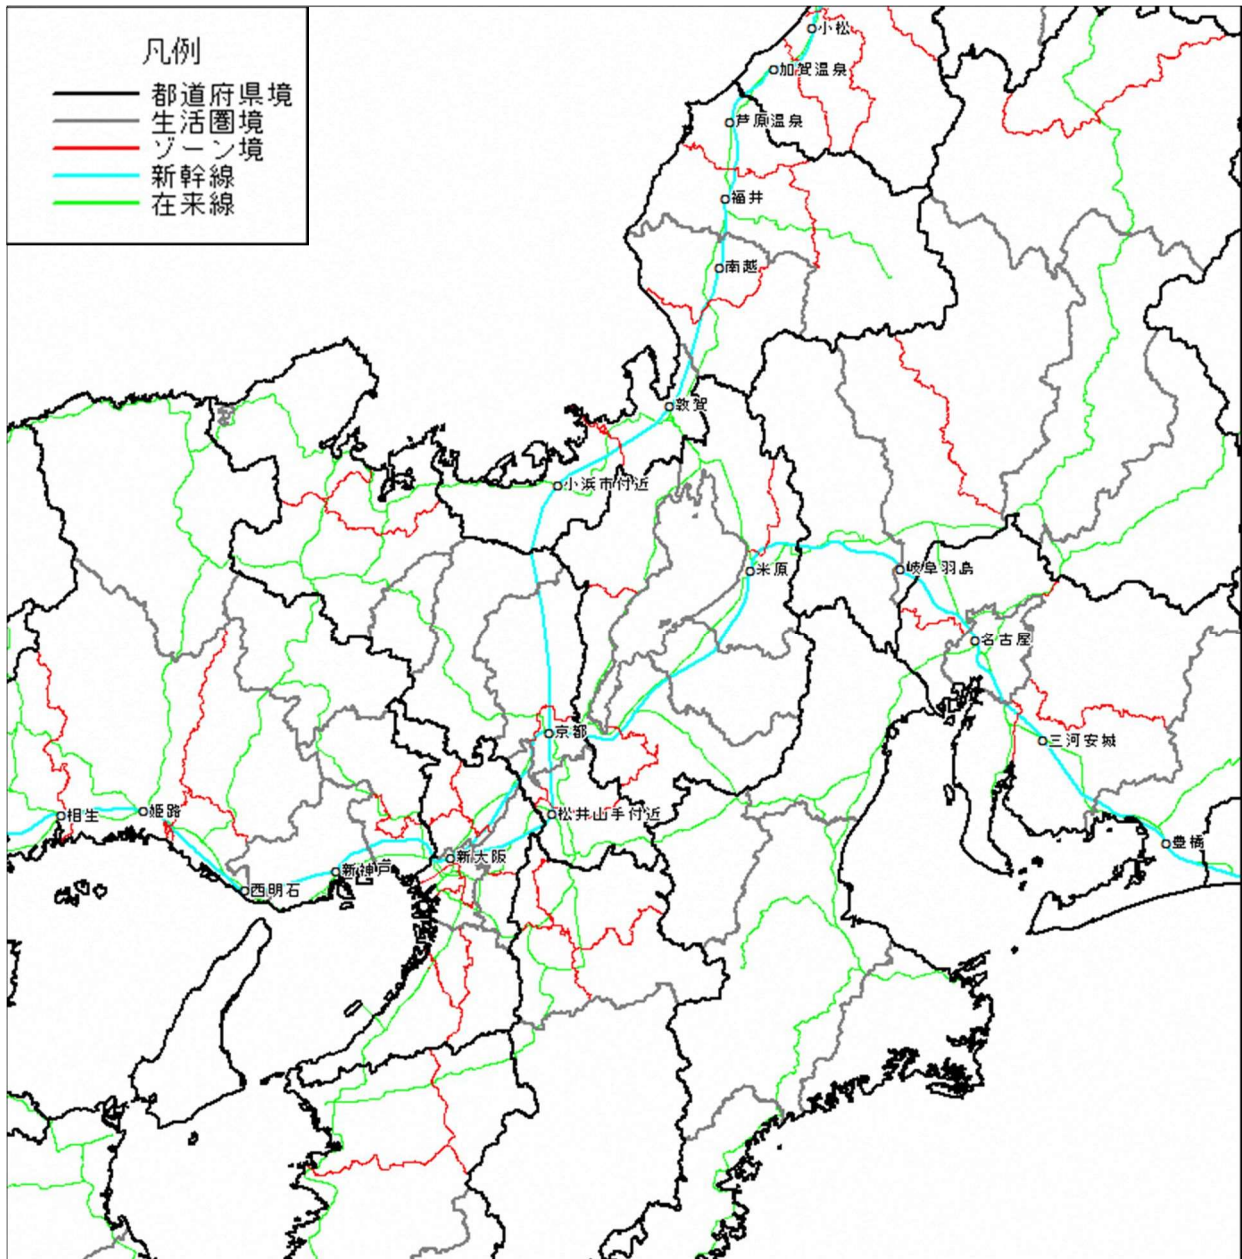 凡例
都道府県境
生活圏境
ゾーン境
新幹線
在来線
小松
加賀温泉
芦原温泉
福井
南越
敦賀
小浜市付近
米原
岐阜羽島
名古屋
京都
三河安城
相生
姫路
松井山手付近
豊橋
新大阪
新神戸
西明石